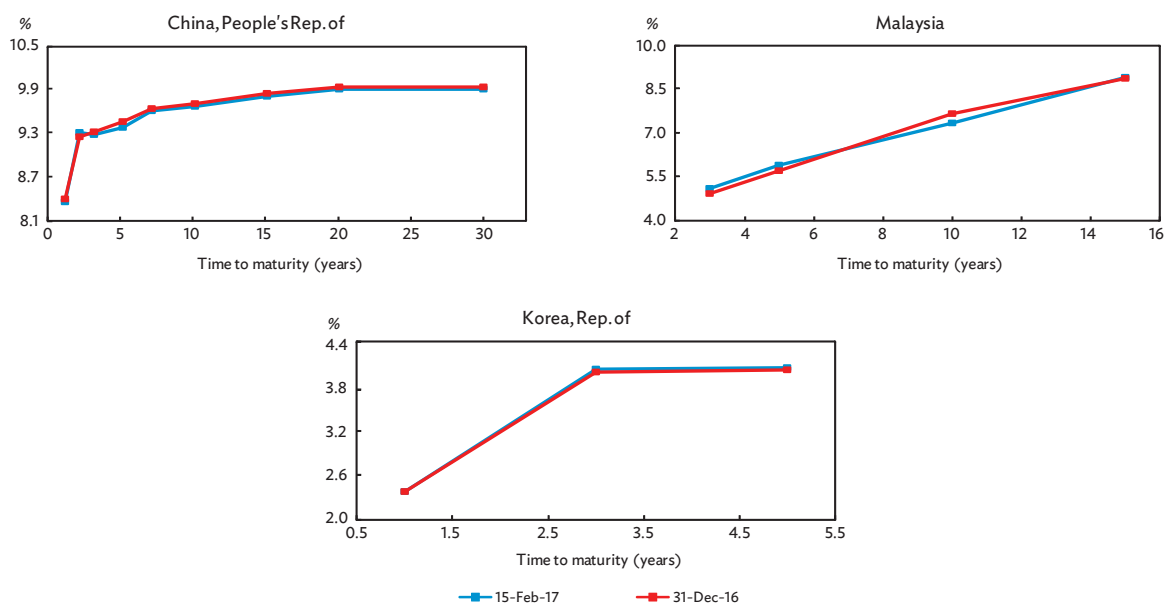 China, People's Rep. of
%
10.5
9.9
9.3
8.7
8.1
0 5 10 15 20 25 30
Time to maturity (years)
Malaysia
%
10.0
8.5
7.0
5.5
4.0
2 4 6 8 10 12 14 16
Time to maturity (years)
Korea, Rep. of
%
4.4
3.8
3.2
2.6
2.0
0.5 1.5 2.5 3.5 4.5 5.5
Time to maturity (years)
15-Feb-17 31-Dec-16